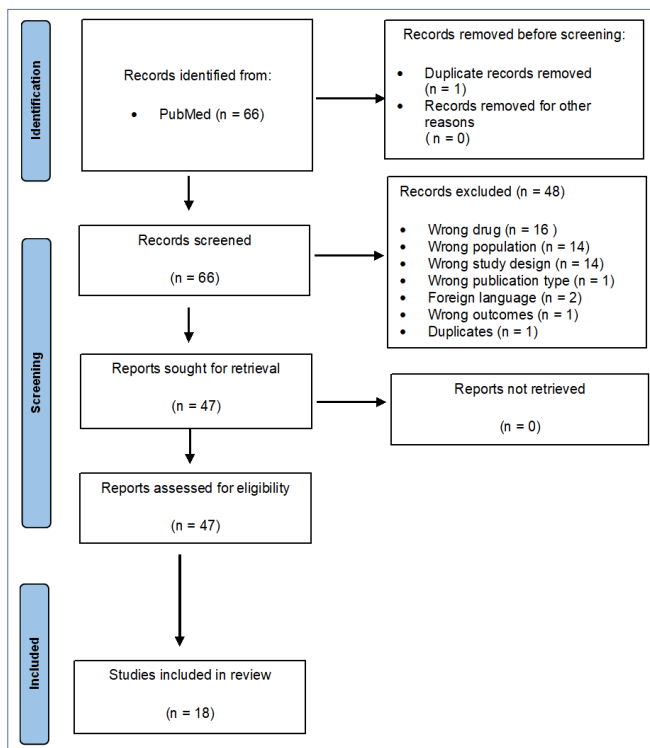 Identification
Records identified from:
• PubMed (n = 66)
Records removed before screening:
• Duplicate records removed
(n = 1)
• Records removed for other
reasons
( n = 0)
Screening
Records screened
(n = 66)
Records excluded (n = 48)
• Wrong drug (n = 16 )
• Wrong population (n = 14)
• Wrong study design (n = 14)
• Wrong publication type (n = 1)
• Foreign language (n = 2)
• Wrong outcomes (n = 1)
• Duplicates (n = 1)
Reports sought for retrieval
(n = 47)
Reports not retrieved
(n = 0)
Reports assessed for eligibility
(n = 47)
Included
Studies included in review
(n = 18)